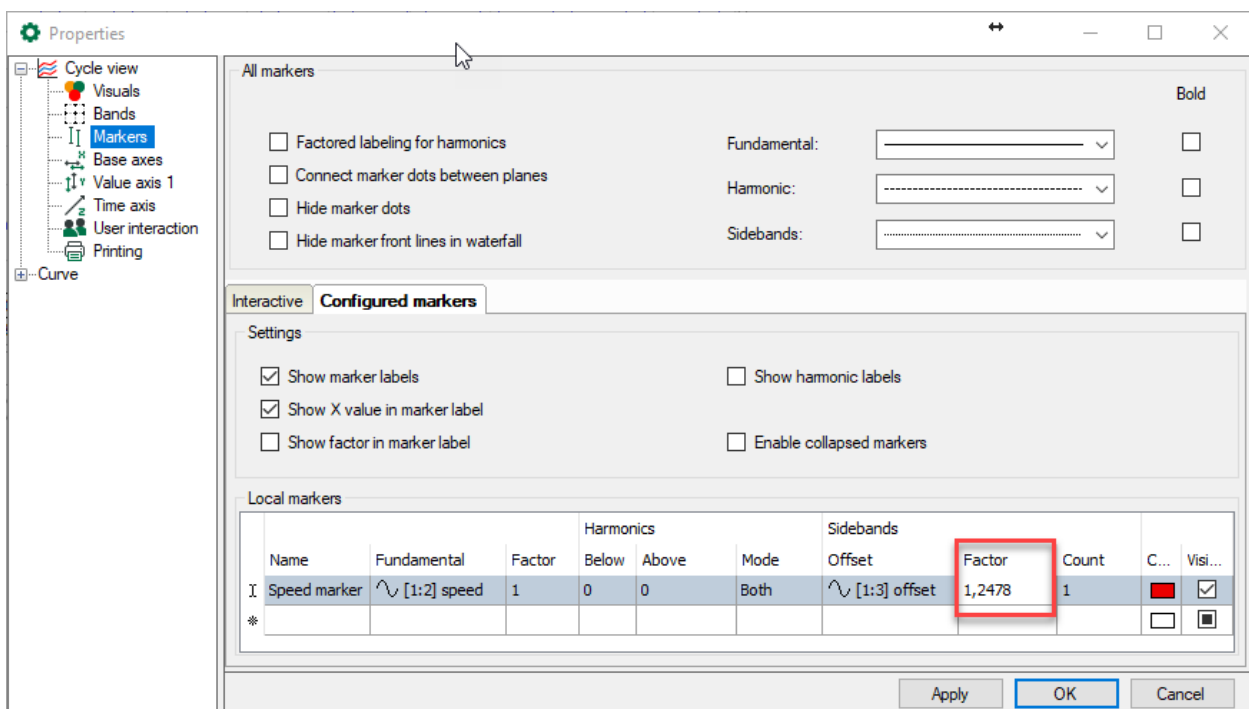 Properties
Cycle view
Visuals
Bands
Markers
Base axes
Value axis 1
Time axis
User interaction
Printing
Curve
All markers
Bold
Factored labeling for harmonics
Connect marker dots between planes
Hide marker dots
Hide marker front lines in waterfall
Fundamental:
Harmonic:
Sidebands:
Interactive Configured markers
Settings
Show marker labels
Show harmonic labels
Show X value in marker label
Show factor in marker label
Enable collapsed markers
Local markers
Harmonics Sidebands
Name Fundamental Factor Below Above Mode Offset Factor Count C... Visi...
Speed marker [1:2] speed 1 0 0 Both [1:3] offset 1,2478 1
Apply OK Cancel